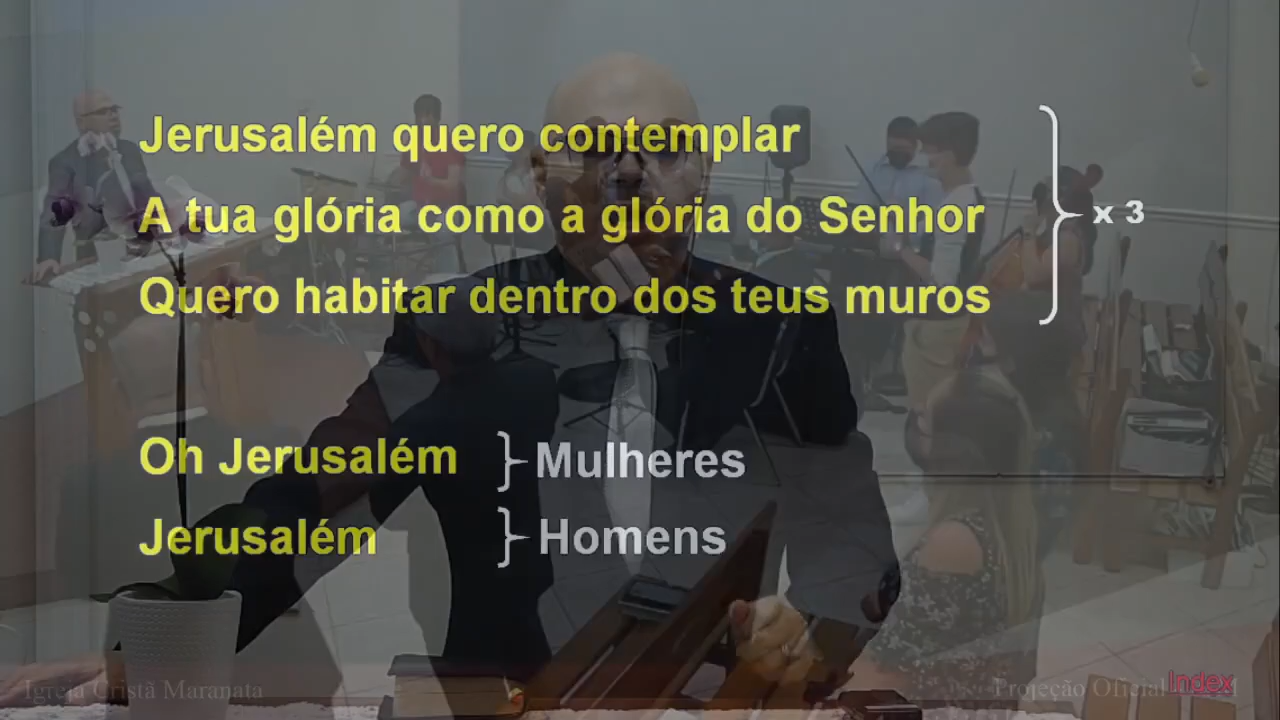 Jerusalém quero contemplar
A tua glória como a glória do Senhor
Quero habitar dentro dos teus muros
x 3
Oh Jerusalém } Mulheres
Jerusalém } Homens
Igreja Cristã Maranata
Projeção Oficial
Index